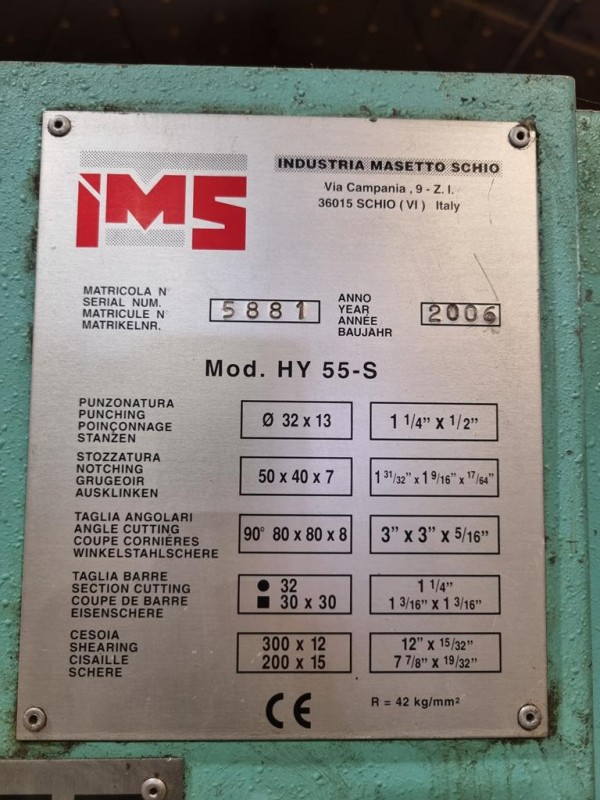 IMS
INDUSTRIA MASETTO SCHIO
Via Campania , 9 - Z. I.
36015 SCHIO ( VI ) Italy
MATRICOLA N°
SERIAL NUM.
MATRICULE N°
MATRIKELNR.
5881
ANNO
YEAR
ANNÉE
BAUJAHR
2006
Mod. HY 55-S
PUNZONATURA
PUNCHING
POINÇONNAGE
STANZEN
Ø 32 x 13
1 1/4" x 1/2"
STOZZATURA
NOTCHING
GRUGEOIR
AUSKLINKEN
50 x 40 x 7
1 31/32" x 1 9/16" x 17/64"
TAGLIA ANGOLARI
ANGLE CUTTING
COUPE CORNIÉRES
WINKELSTAHLSCHERE
90° 80 x 80 x 8
3" x 3" x 5/16"
TAGLIA BARRE
SECTION CUTTING
COUPE DE BARRE
EISENSCHERE
● 32
■ 30 x 30
1 1/4"
1 3/16" x 1 3/16"
CESOIA
SHEARING
CISAILLE
SCHERE
300 x 12
200 x 15
12" x 15/32"
7 7/8" x 19/32"
CE
R = 42 kg/mm²